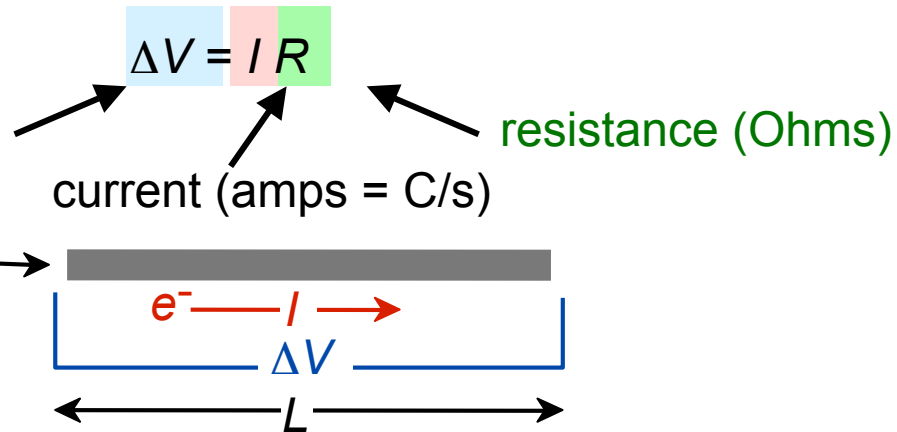 ΔV = I R
resistance (Ohms)
current (amps = C/s)
e⁻ I
ΔV
L